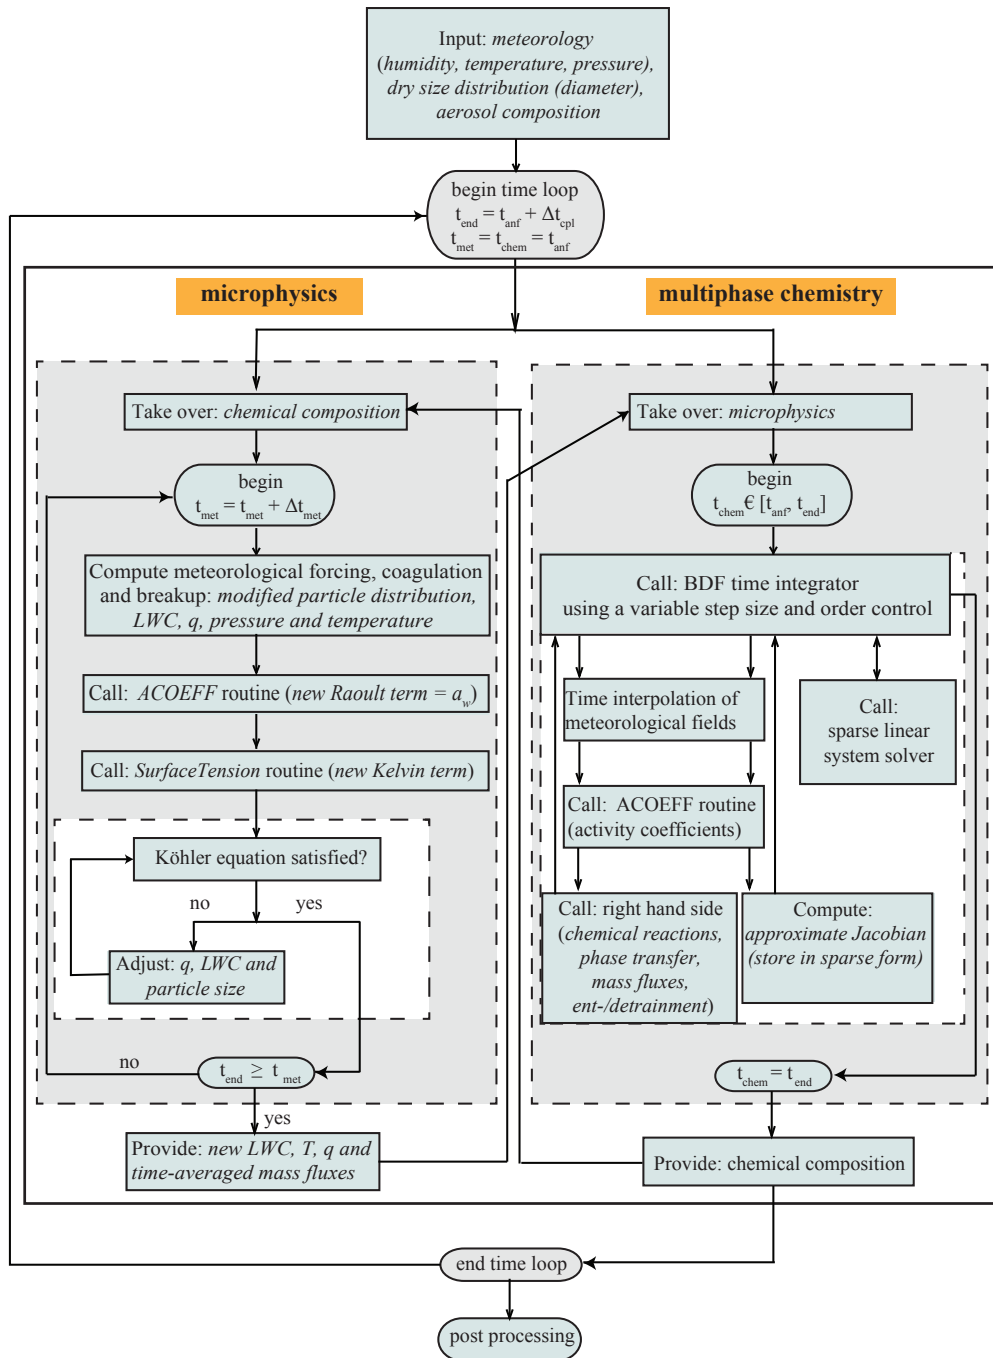 Input: meteorology
(humidity, temperature, pressure),
dry size distribution (diameter),
aerosol composition
begin time loop
t_end = t_anf + Δt_cpl
t_met = t_chem = t_anf
microphysics
multiphase chemistry
Take over: chemical composition
begin
t_met = t_met + Δt_met
Compute meteorological forcing, coagulation
and breakup: modified particle distribution,
LWC, q, pressure and temperature
Call: ACOEFF routine (new Raoult term = a_w)
Call: SurfaceTension routine (new Kelvin term)
Köhler equation satisfied?
no
yes
Adjust: q, LWC and
particle size
no
t_end ≥ t_met
yes
Provide: new LWC, T, q and
time-averaged mass fluxes
Take over: microphysics
begin
t_chem € [t_anf, t_end]
Call: BDF time integrator
using a variable step size and order control
Time interpolation of
meteorological fields
Call: ACOEFF routine
(activity coefficients)
Call:
sparse linear
system solver
Call: right hand side
(chemical reactions,
phase transfer,
mass fluxes,
ent-/detrainment)
Compute:
approximate Jacobian
(store in sparse form)
t_chem = t_end
Provide: chemical composition
end time loop
post processing